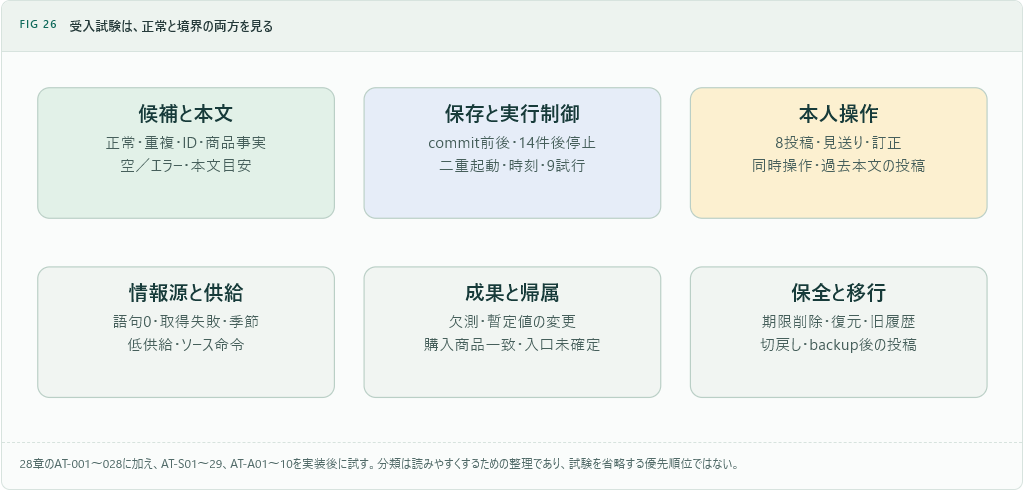 FIG 26 受入試験は、正常と境界の両方を見る
候補と本文
正常・重複・ID・商品事実
空／エラー・本文目安
保存と実行制御
commit前後・14件後停止
二重起動・時刻・9試行
本人操作
8投稿・見送り・訂正
同時操作・過去本文の投稿
情報源と供給
語句0・取得失敗・季節
低供給・ソース命令
成果と帰属
欠測・暫定値の変更
購入商品一致・入口未確定
保全と移行
期限削除・復元・旧履歴
切戻し・backup後の投稿
28章のAT-001〜028に加え、AT-S01〜29、AT-A01〜10を実装後に試す。分類は読みやすくするための整理であり、試験を省略する優先順位ではない。